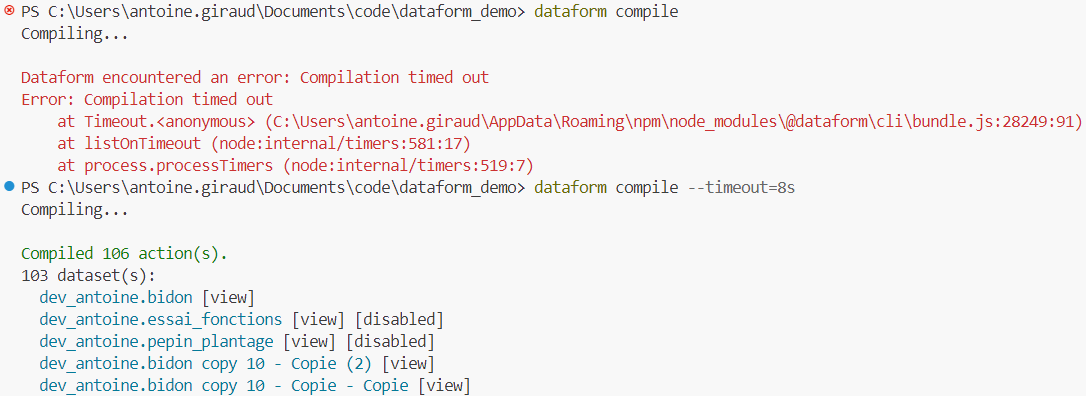 PS C:\Users\antoine.giraud\Documents\code\dataform_demo> dataform compile
Compiling...
Dataform encountered an error: Compilation timed out
Error: Compilation timed out
at Timeout.<anonymous> (C:\Users\antoine.giraud\AppData\Roaming\npm\node_modules\@dataform\cli\bundle.js:28249:91)
at listOnTimeout (node:internal/timers:581:17)
at process.processTimers (node:internal/timers:519:7)
PS C:\Users\antoine.giraud\Documents\code\dataform_demo> dataform compile --timeout=8s
Compiling...
Compiled 106 action(s).
103 dataset(s):
dev_antoine.bidon [view]
dev_antoine.essai_fonctions [view] [disabled]
dev_antoine.pepin_plantage [view] [disabled]
dev_antoine.bidon copy 10 - Copie (2) [view]
dev_antoine.bidon copy 10 - Copie - Copie [view]